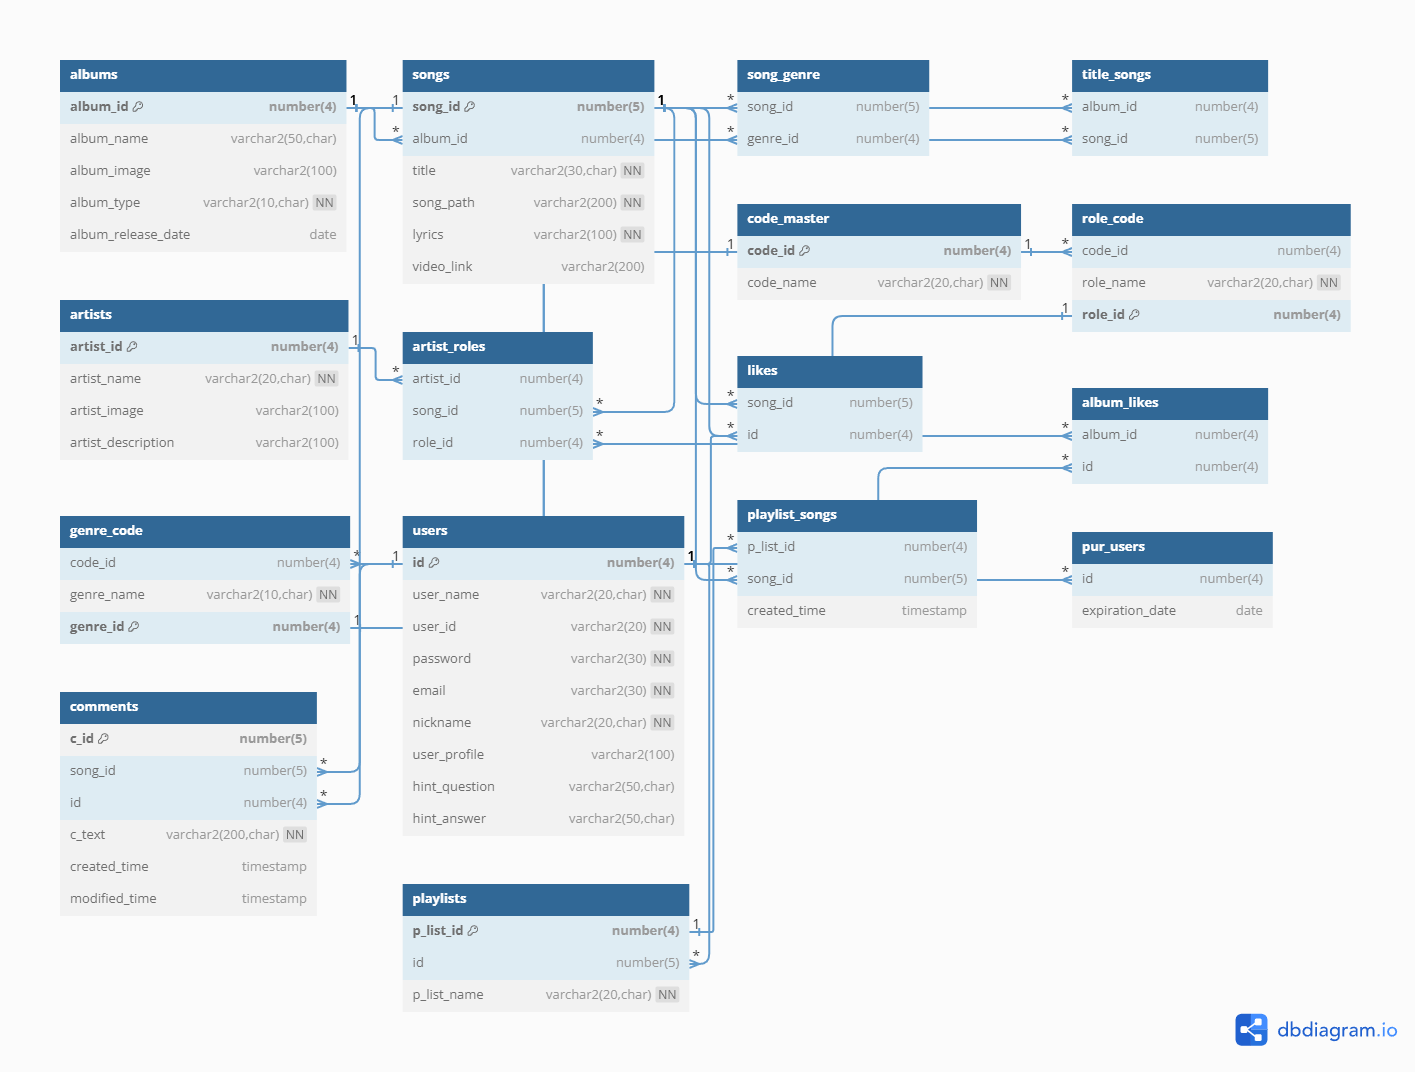 albums
album_id number(4)
album_name varchar2(50,char)
album_image varchar2(100)
album_type varchar2(10,char) NN
album_release_date date
songs
song_id number(5)
album_id number(4)
title varchar2(30,char) NN
song_path varchar2(200) NN
lyrics varchar2(100) NN
video_link varchar2(200)
song_genre
song_id number(5)
genre_id number(4)
title_songs
album_id number(4)
song_id number(5)
code_master
code_id number(4)
code_name varchar2(20,char) NN
role_code
code_id number(4)
role_name varchar2(20,char) NN
role_id number(4)
artists
artist_id number(4)
artist_name varchar2(20,char) NN
artist_image varchar2(100)
artist_description varchar2(100)
artist_roles
artist_id number(4)
song_id number(5)
role_id number(4)
likes
song_id number(5)
id number(4)
album_likes
album_id number(4)
id number(4)
genre_code
code_id number(4)
genre_name varchar2(10,char) NN
genre_id number(4)
users
id number(4)
user_name varchar2(20,char) NN
user_id varchar2(20) NN
password varchar2(30) NN
email varchar2(30) NN
nickname varchar2(20,char) NN
user_profile varchar2(100)
hint_question varchar2(50,char)
hint_answer varchar2(50,char)
playlist_songs
p_list_id number(4)
song_id number(5)
created_time timestamp
pur_users
id number(4)
expiration_date date
comments
c_id number(5)
song_id number(5)
id number(4)
c_text varchar2(200,char) NN
created_time timestamp
modified_time timestamp
playlists
p_list_id number(4)
id number(5)
p_list_name varchar2(20,char) NN
1
1
*
1
*
*
*
*
1
1
*
1
1
*
*
*
*
*
*
*
*
1
1
*
1
*
*
*
*
*
1
*
dbdiagram.io